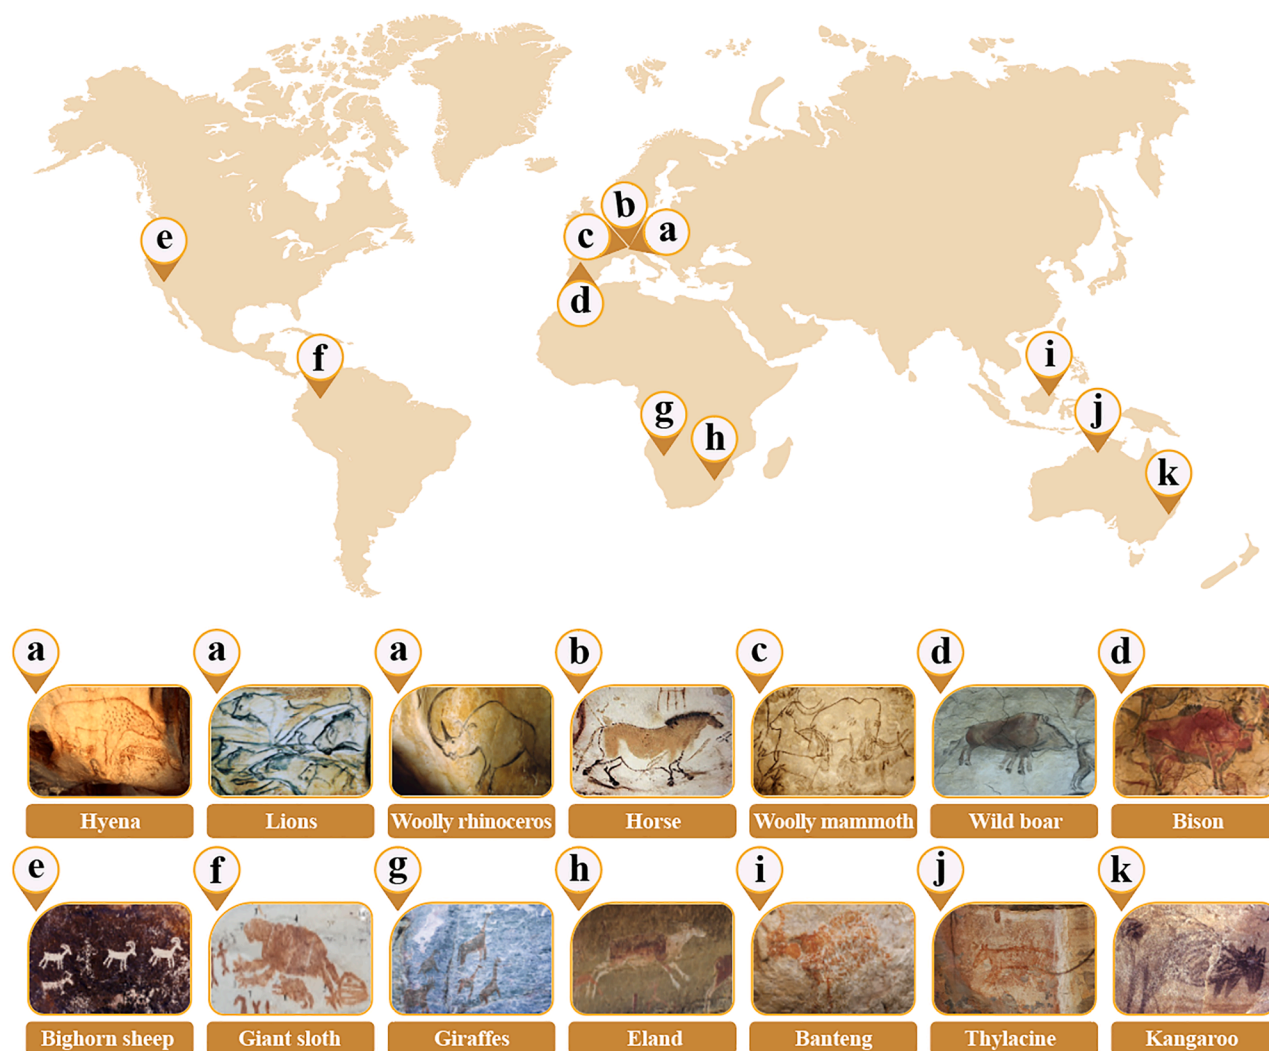 b
c a
e
d
f
i
g
j
h
k
a a a b c d d
Hyena Lions Woolly rhinoceros Horse Woolly mammoth Wild boar Bison
e f g h i j k
Bighorn sheep Giant sloth Giraffes Eland Banteng Thylacine Kangaroo